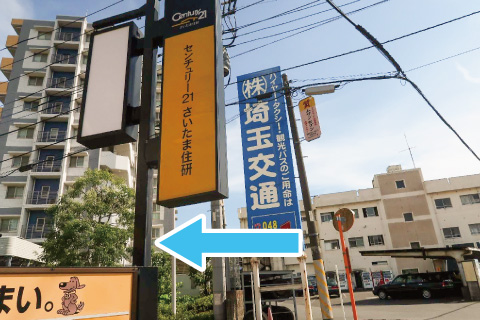 Century 21
センチュリー21 さいたま住研
ハイヤー・タクシー・観光バスのご用命は
㈱埼玉交通
048
まい。